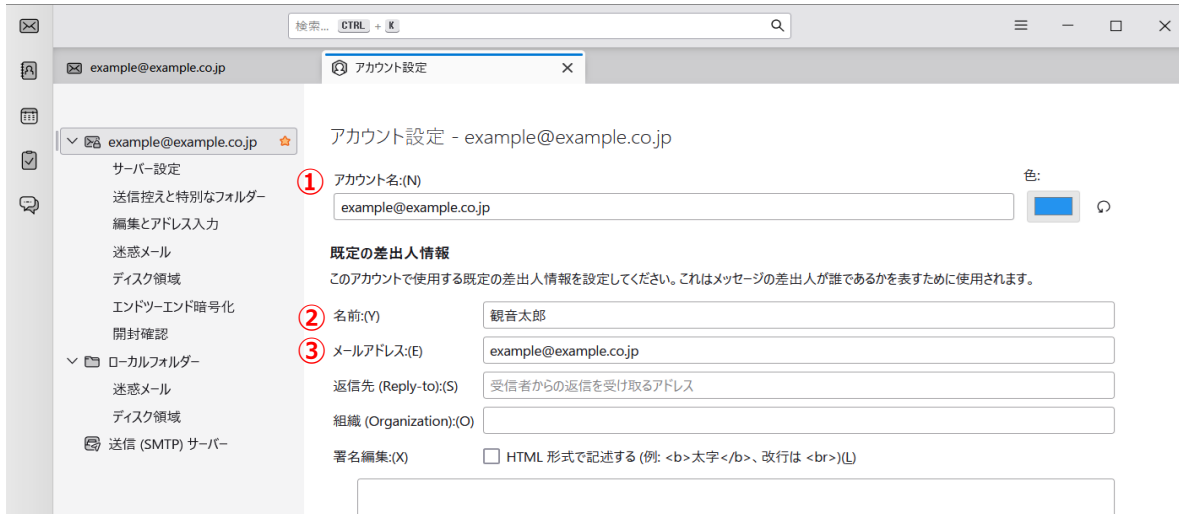 検索... CTRL + K
example@example.co.jp
アカウント設定
example@example.co.jp
サーバー設定
送信控えと特別なフォルダー
編集とアドレス入力
迷惑メール
ディスク領域
エンドツーエンド暗号化
開封確認
ローカルフォルダー
迷惑メール
ディスク領域
送信 (SMTP) サーバー
アカウント設定 - example@example.co.jp
① アカウント名:(N)
色:
example@example.co.jp
既定の差出人情報
このアカウントで使用する既定の差出人情報を設定してください。これはメッセージの差出人が誰であるかを表すために使用されます。
② 名前:(Y) 観音太郎
③ メールアドレス:(E) example@example.co.jp
返信先 (Reply-to):(S) 受信者からの返信を受け取るアドレス
組織 (Organization):(O)
署名編集:(X) HTML 形式で記述する (例: <b>太字</b>、改行は <br>)(L)